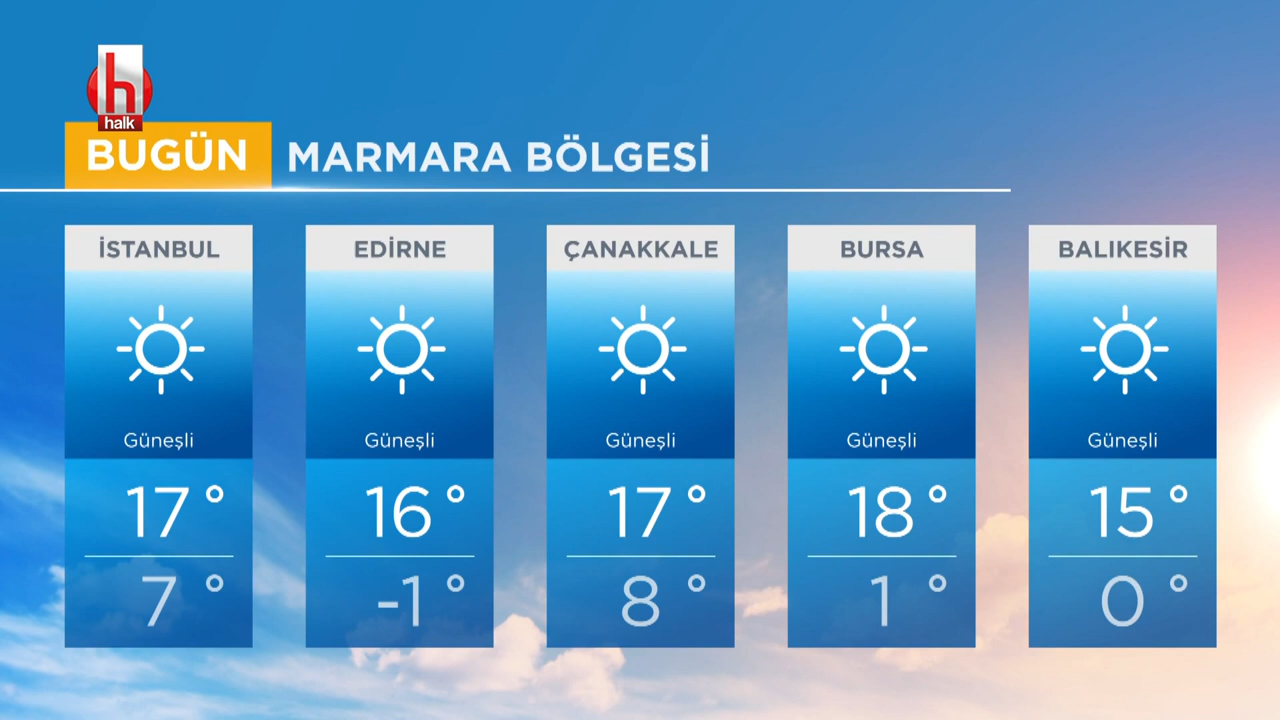 h
halk
BUGÜN MARMARA BÖLGESİ
İSTANBUL
Güneşli
17°
7°
EDİRNE
Güneşli
16°
-1°
ÇANAKKALE
Güneşli
17°
8°
BURSA
Güneşli
18°
1°
BALIKESİR
Güneşli
15°
0°